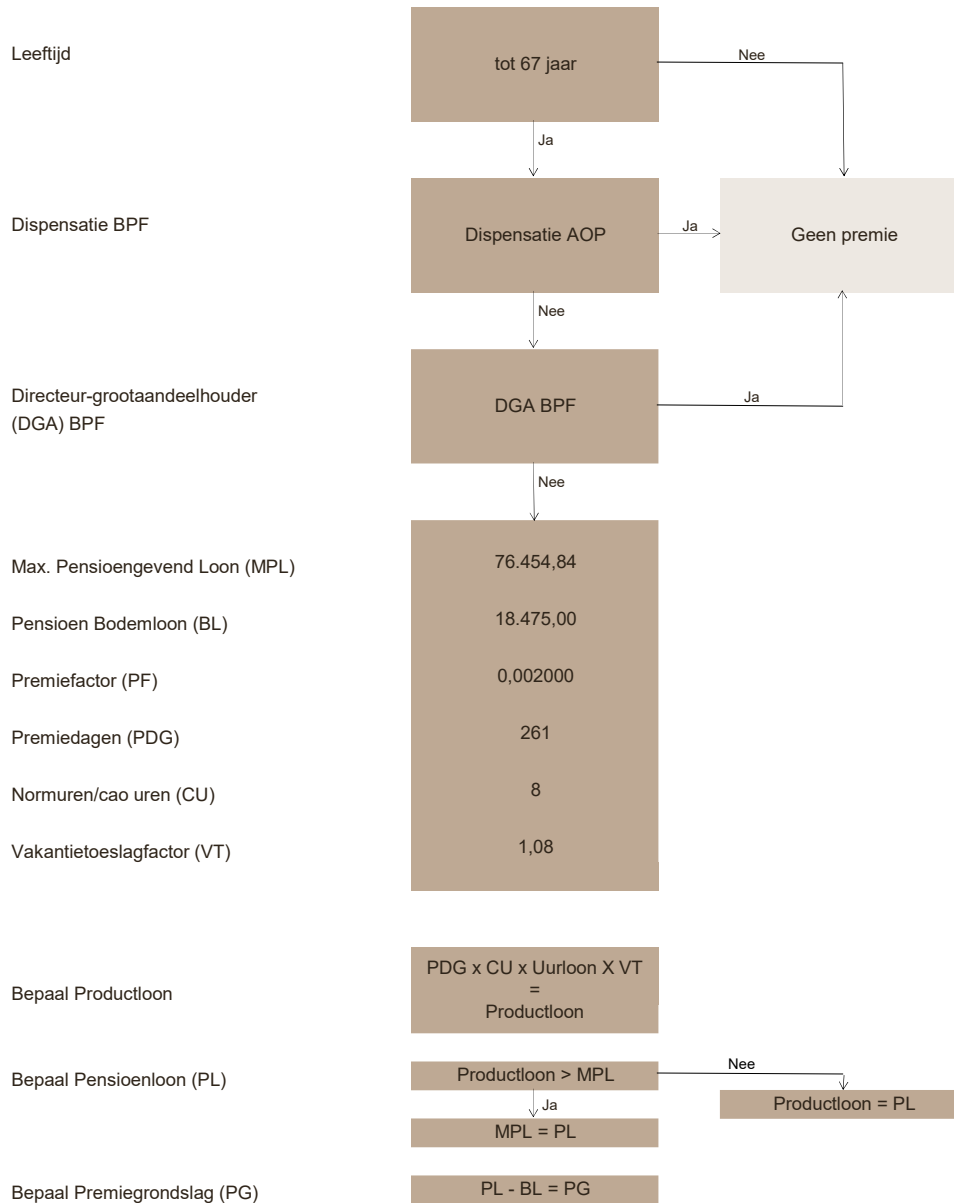 Leeftijd
tot 67 jaar
Nee
Ja
Dispensatie BPF
Dispensatie AOP
Ja
Geen premie
Nee
Directeur-grootaandeelhouder
(DGA) BPF
DGA BPF
Ja
Nee
Max. Pensioengevend Loon (MPL)
76.454,84
Pensioen Bodemloon (BL)
18.475,00
Premiefactor (PF)
0,002000
Premiedagen (PDG)
261
Normuren/cao uren (CU)
8
Vakantietoeslagfactor (VT)
1,08
Bepaal Productloon
PDG x CU x Uurloon X VT
=
Productloon
Bepaal Pensioenloon (PL)
Productloon > MPL
Nee
Productloon = PL
Ja
MPL = PL
Bepaal Premiegrondslag (PG)
PL - BL = PG